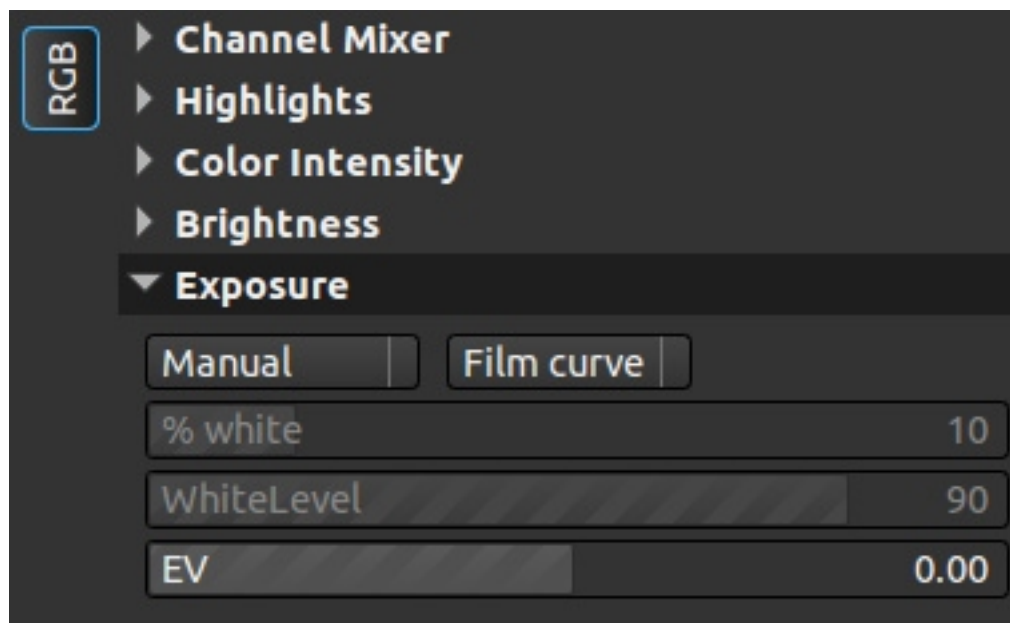 RGB
Channel Mixer
Highlights
Color Intensity
Brightness
Exposure
Manual Film curve
% white 10
WhiteLevel 90
EV 0.00